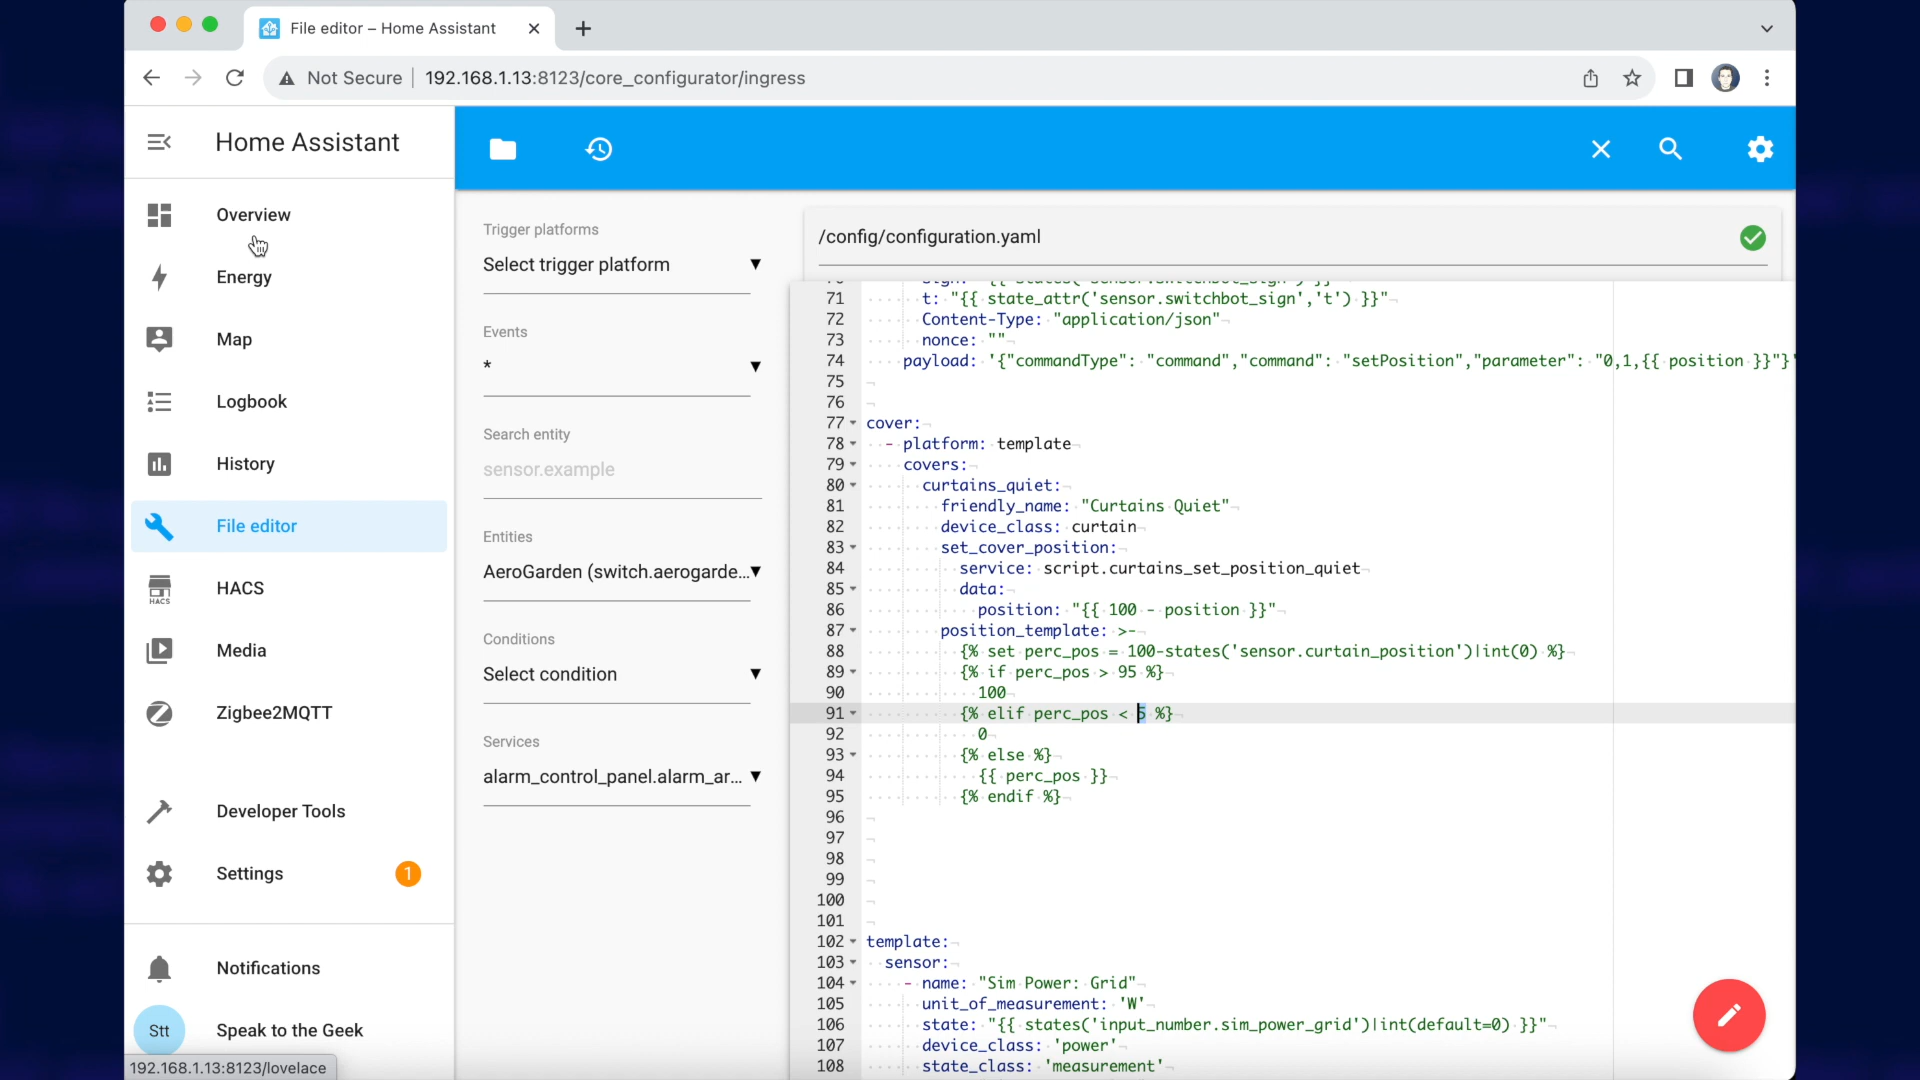 File editor – Home Assistant
Not Secure | 192.168.1.13:8123/core_configurator/ingress
Home Assistant
Overview
Energy
Map
Logbook
History
File editor
HACS
HACS
Media
Zigbee2MQTT
Developer Tools
Settings
1
Notifications
Stt
Speak to the Geek
192.168.1.13:8123/lovelace
Trigger platforms
Select trigger platform
Events
*
Search entity
sensor.example
Entities
AeroGarden (switch.aerogarde...
Conditions
Select condition
Services
alarm_control_panel.alarm_ar...
/config/configuration.yaml
71 t: "{{ state_attr('sensor.switchbot_sign','t') }}"
72 Content-Type: "application/json"
73 nonce: ""
74 payload: '{"commandType": "command","command": "setPosition","parameter": "0,1,{{ position }}"}'
75
76
77 cover:
78 - platform: template
79 covers:
80 curtains_quiet:
81 friendly_name: "Curtains Quiet"
82 device_class: curtain
83 set_cover_position:
84 service: script.curtains_set_position_quiet
85 data:
86 position: "{{ 100 - position }}"
87 position_template: >-
88 {% set perc_pos = 100-states('sensor.curtain_position')|int(0) %}
89 {% if perc_pos > 95 %}
90 100
91 {% elif perc_pos < 5 %}
92 0
93 {% else %}
94 {{ perc_pos }}
95 {% endif %}
96
97
98
99
100
101
102 template:
103 sensor:
104 - name: "Sim Power: Grid"
105 unit_of_measurement: 'W'
106 state: "{{ states('input_number.sim_power_grid')|int(default=0) }}"
107 device_class: 'power'
108 state_class: 'measurement'